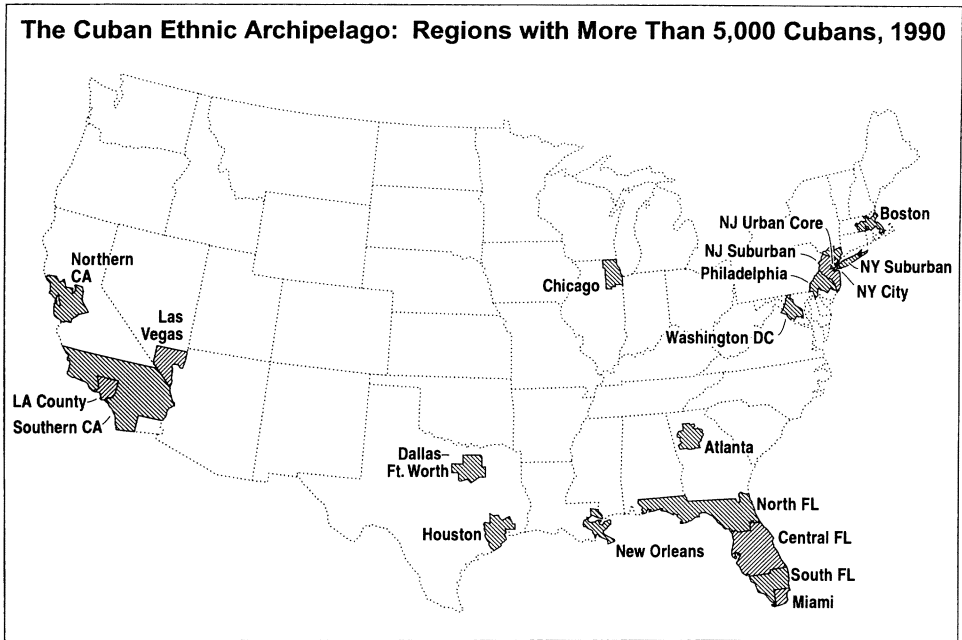 The Cuban Ethnic Archipelago: Regions with More Than 5,000 Cubans, 1990
Boston
NJ Urban Core
NJ Suburban
Philadelphia
NY Suburban
NY City
Northern
CA
Chicago
Las
Vegas
Washington DC
LA County
Southern CA
Dallas–
Ft. Worth
Atlanta
North FL
Houston
New Orleans
Central FL
South FL
Miami